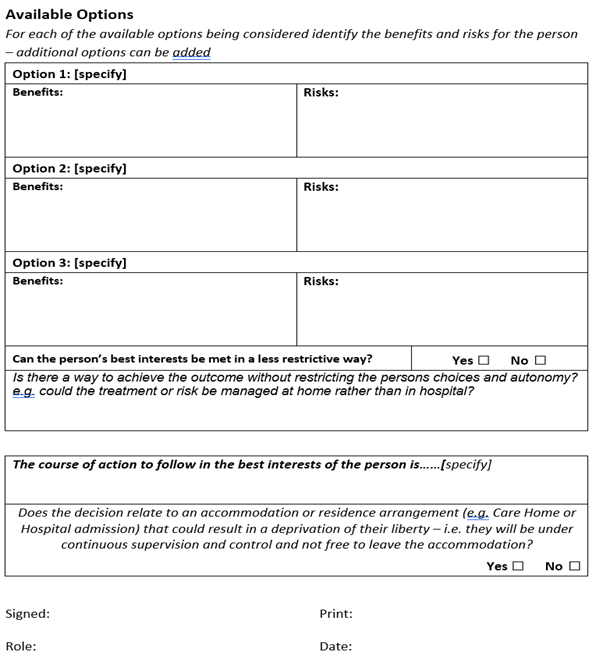 Available Options
For each of the available options being considered identify the benefits and risks for the person
– additional options can be added
Option 1: [specify]
Benefits:
Risks:
Option 2: [specify]
Benefits:
Risks:
Option 3: [specify]
Benefits:
Risks:
Can the person's best interests be met in a less restrictive way?
Yes ☐ No ☐
Is there a way to achieve the outcome without restricting the persons choices and autonomy?
e.g. could the treatment or risk be managed at home rather than in hospital?
The course of action to follow in the best interests of the person is......[specify]
Does the decision relate to an accommodation or residence arrangement (e.g. Care Home or
Hospital admission) that could result in a deprivation of their liberty – i.e. they will be under
continuous supervision and control and not free to leave the accommodation?
Yes ☐ No ☐
Signed:
Print:
Role:
Date: